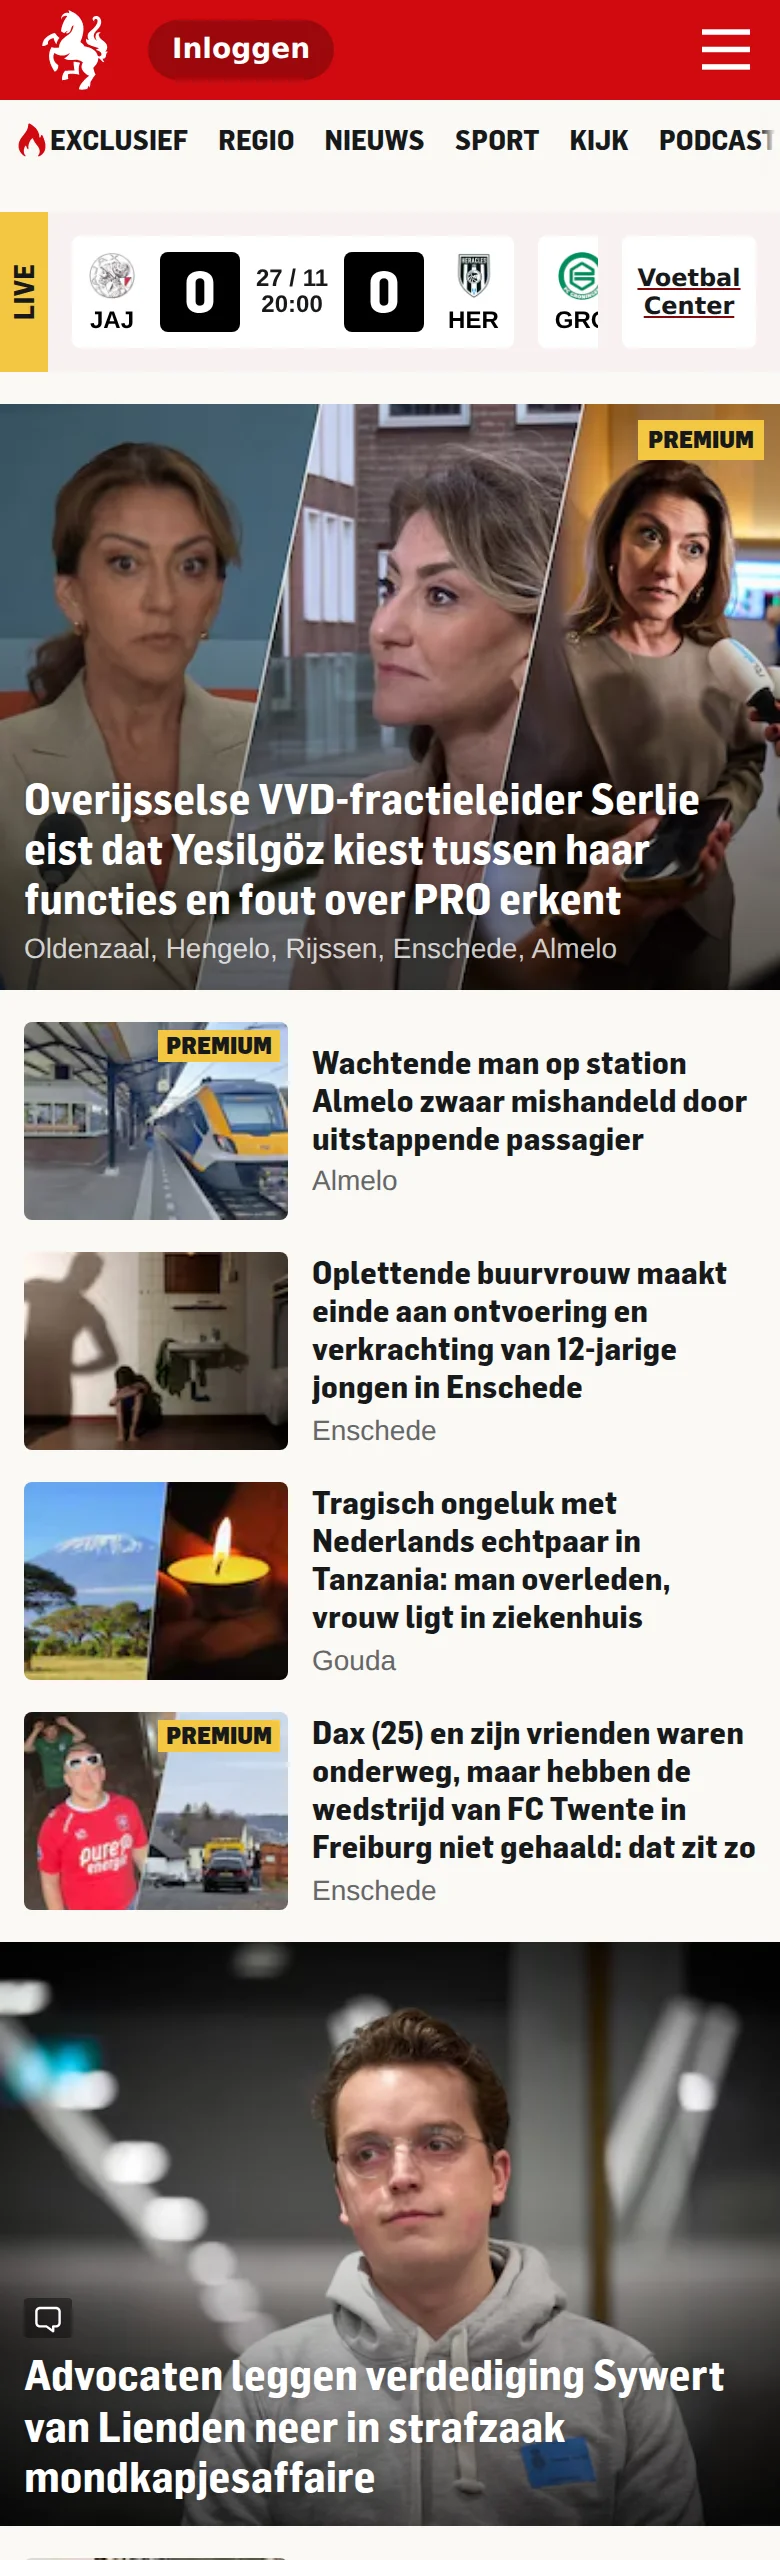 Inloggen
EXCLUSIEF REGIO NIEUWS SPORT KIJK PODCAST
LIVE
JAJ
0
27 / 11
20:00
0
HERACLES
HER
GRO
Voetbal
Center
PREMIUM
Overijsselse VVD-fractieleider Serlie
eist dat Yesilgöz kiest tussen haar
functies en fout over PRO erkent
Oldenzaal, Hengelo, Rijssen, Enschede, Almelo
PREMIUM
Wachtende man op station
Almelo zwaar mishandeld door
uitstappende passagier
Almelo
Oplettende buurvrouw maakt
einde aan ontvoering en
verkrachting van 12-jarige
jongen in Enschede
Enschede
Tragisch ongeluk met
Nederlands echtpaar in
Tanzania: man overleden,
vrouw ligt in ziekenhuis
Gouda
PREMIUM
pure
energie
Dax (25) en zijn vrienden waren
onderweg, maar hebben de
wedstrijd van FC Twente in
Freiburg niet gehaald: dat zit zo
Enschede
Advocaten leggen verdediging Sywert
van Lienden neer in strafzaak
mondkapjesaffaire